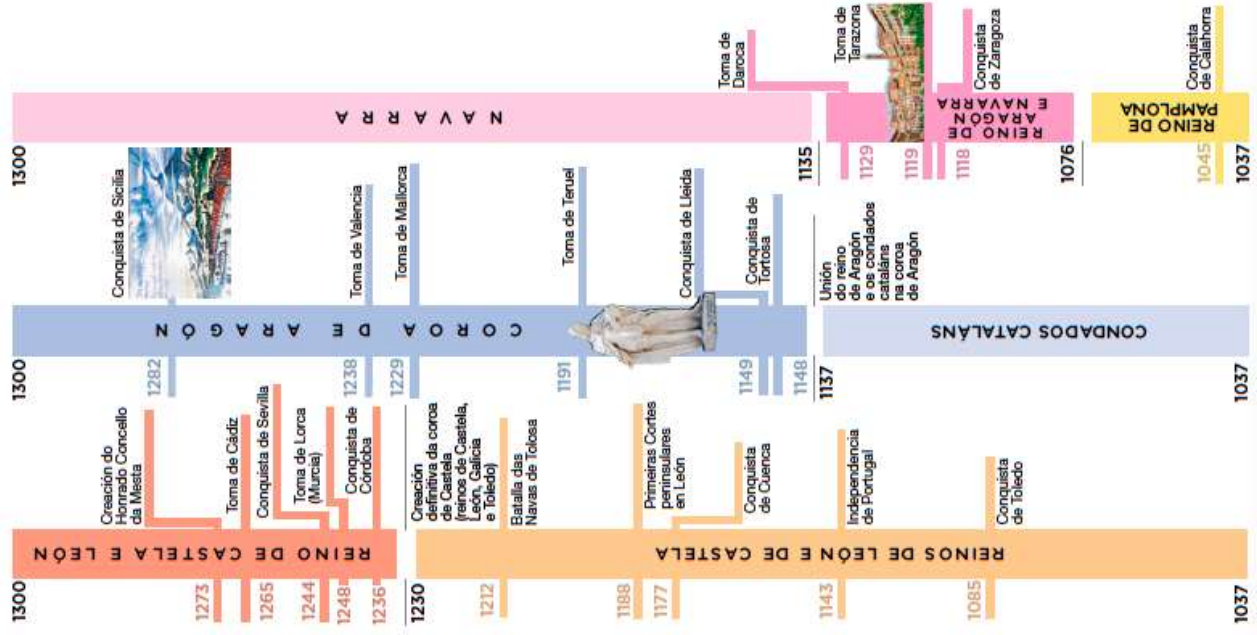 1037
1085
1143
1177
1188
1212
1230
1236
1248
1244
1265
1273
1300
REINOS DE LEÓN E DE CASTELA
REINO DE CASTELA E LEÓN
Conquista
de Toledo
Independencia
de Portugal
Conquista
de Cuenca
Primeiras Cortes
peninsulares
en León
Batalla das
Navas de Tolosa
Creación
definitiva da coroa
de Castela
(reinos de Castela,
León, Galicia
e Toledo)
Conquista de
Córdoba
Toma de Lorca
(Murcia)
Conquista de Sevilla
Toma de Cádiz
Creación do
Honrado Concello
da Mesta
1037
1137
1148
1149
1191
1229
1238
1282
1300
CONDADOS CATALÁNS
COROA DE ARAGÓN
Unión
do reino
de Aragón
e os condados
cataláns
na coroa
de Aragón
Conquista de
Tortosa
Conquista de Lleida
Toma de Teruel
Toma de Mallorca
Toma de Valencia
Conquista de Sicilia
1037
1045
1076
1118
1119
1129
1135
1300
REINO DE
PAMPLONA
REINO DE
ARAGÓN
E NAVARRA
NAVARRA
Conquista
de Calahorra
Conquista
de Zaragoza
Toma de
Tarazona
Toma de
Daroca